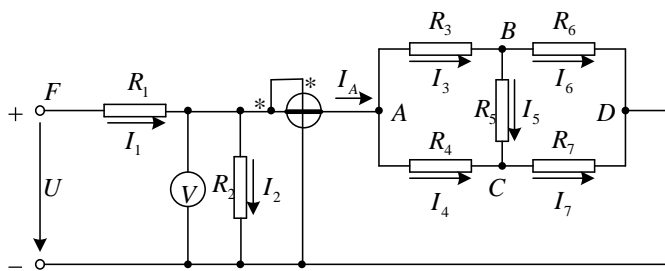 R3 B R6
F R1 * * IA I3 I6
+ A R5 I5 D
I1 R4 R7
U V R2 I2 C
I4 I7
−